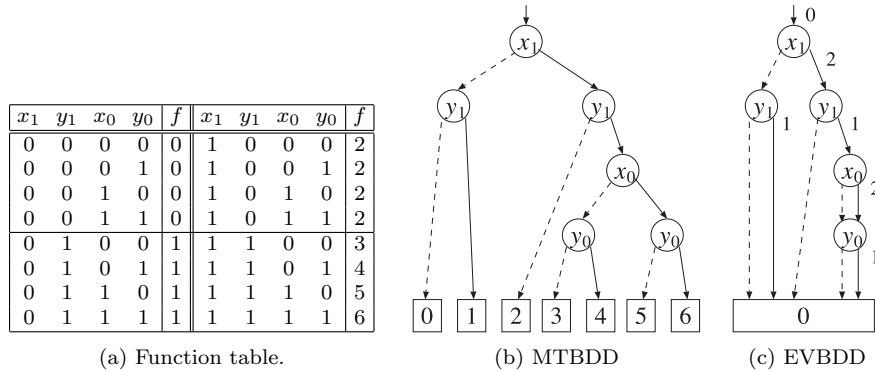 x₁ y₁ x₀ y₀ f x₁ y₁ x₀ y₀ f
0 0 0 0 0 1 0 0 0 2
0 0 0 1 0 1 0 0 1 2
0 0 1 0 0 1 0 1 0 2
0 0 1 1 0 1 0 1 1 2
0 1 0 0 1 1 1 0 0 3
0 1 0 1 1 1 1 0 1 4
0 1 1 0 1 1 1 1 0 5
0 1 1 1 1 1 1 1 1 6
(a) Function table.
x₁
y₁ y₁
x₀
y₀ y₀
0 1 2 3 4 5 6
(b) MTBDD
0
x₁
2
y₁ y₁
1 1
x₀
2
y₀
1
0
(c) EVBDD